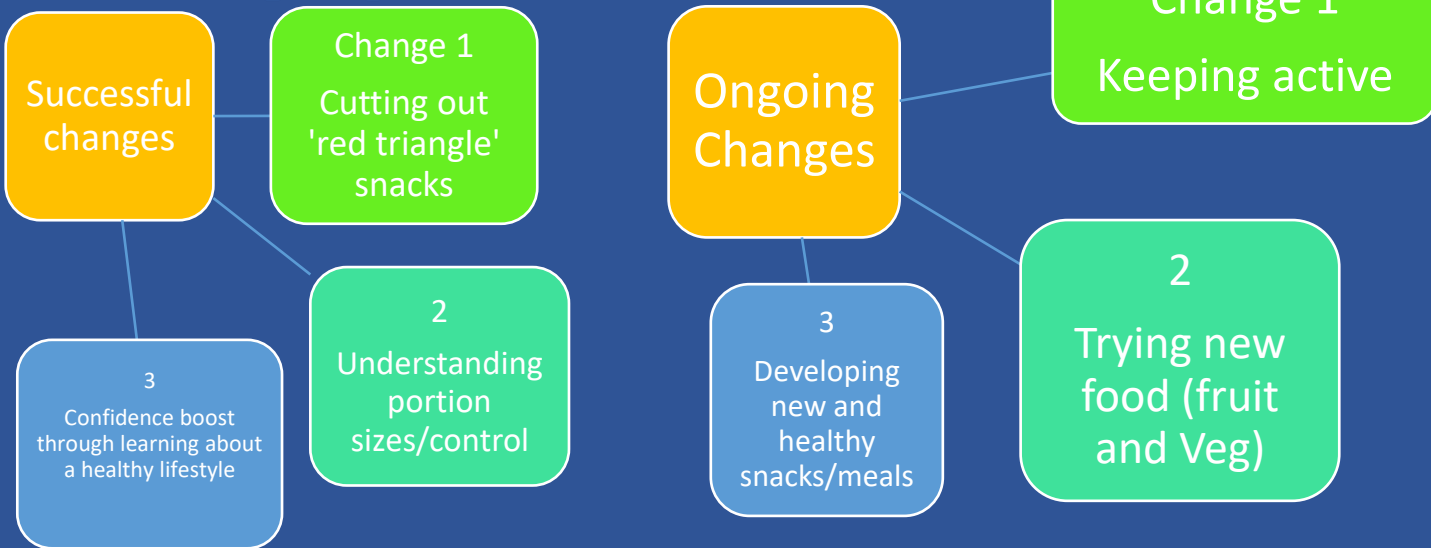 Successful
changes
Change 1
Cutting out
'red triangle'
snacks
2
Understanding
portion
sizes/control
3
Confidence boost
through learning about
a healthy lifestyle
Ongoing
Changes
Change 1
Keeping active
2
Trying new
food (fruit
and Veg)
3
Developing
new and
healthy
snacks/meals